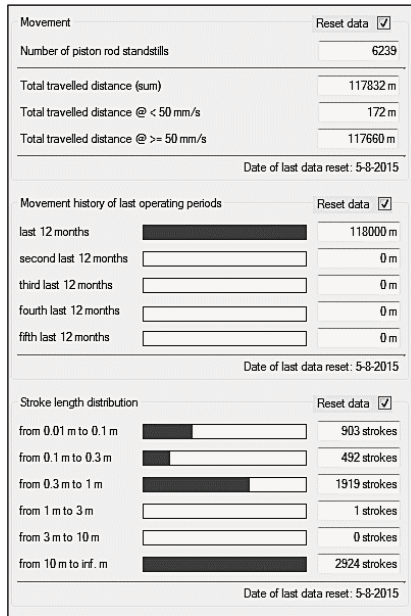 Movement Reset data
Number of piston rod standstills 6239
Total travelled distance (sum) 117832 m
Total travelled distance @ < 50 mm/s 172 m
Total travelled distance @ >= 50 mm/s 117660 m
Date of last data reset: 5-8-2015
Movement history of last operating periods Reset data
last 12 months 118000 m
second last 12 months 0 m
third last 12 months 0 m
fourth last 12 months 0 m
fifth last 12 months 0 m
Date of last data reset: 5-8-2015
Stroke length distribution Reset data
from 0.01 m to 0.1 m 903 strokes
from 0.1 m to 0.3 m 492 strokes
from 0.3 m to 1 m 1919 strokes
from 1 m to 3 m 1 strokes
from 3 m to 10 m 0 strokes
from 10 m to inf. m 2924 strokes
Date of last data reset: 5-8-2015